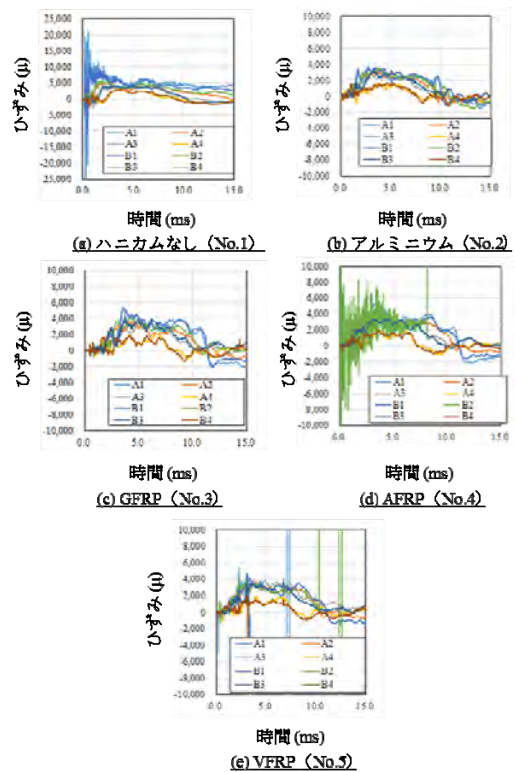 ひずみ (μ)
25,000
20,000
15,000
10,000
5,000
0
5,000
10,000
15,000
20,000
25,000
0.0 5.0 10.0 15.0
A1 A2
A3 A4
B1 B2
B3 B4
時間 (ms)
(a) ハニカムなし（No.1）
ひずみ (μ)
10,000
8,000
6,000
4,000
2,000
0
-2,000
-4,000
-6,000
-8,000
-10,000
0.0 5.0 10.0 15.0
A1 A2
A3 A4
B1 B2
B3 B4
時間 (ms)
(b) アルミニウム（No.2）
ひずみ (μ)
10,000
8,000
6,000
4,000
2,000
0
-2,000
-4,000
-6,000
-8,000
-10,000
0.0 5.0 10.0 15.0
A1 A2
A3 A4
B1 B2
B3 B4
時間 (ms)
(c) GFRP（No.3）
ひずみ (μ)
10,000
8,000
6,000
4,000
2,000
0
-2,000
-4,000
-6,000
-8,000
-10,000
0.0 5.0 10.0 15.0
A1 A2
A3 A4
B1 B2
B3 B4
時間 (ms)
(d) AFRP（No.4）
ひずみ (μ)
10,000
8,000
6,000
4,000
2,000
0
-2,000
-4,000
-6,000
-8,000
-10,000
0.0 5.0 10.0 15.0
A1 A2
A3 A4
B1 B2
B3 B4
時間 (ms)
(e) VFRP（No.5）